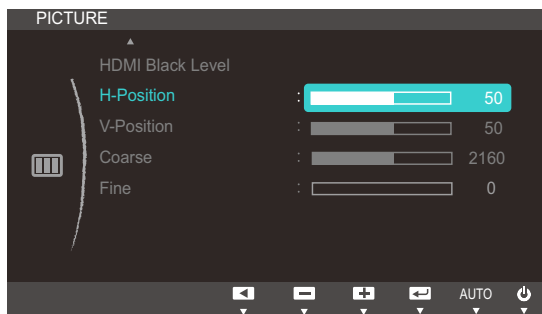 PICTURE
HDMI Black Level
H-Position : 50
V-Position : 50
Coarse : 2160
Fine : 0
AUTO